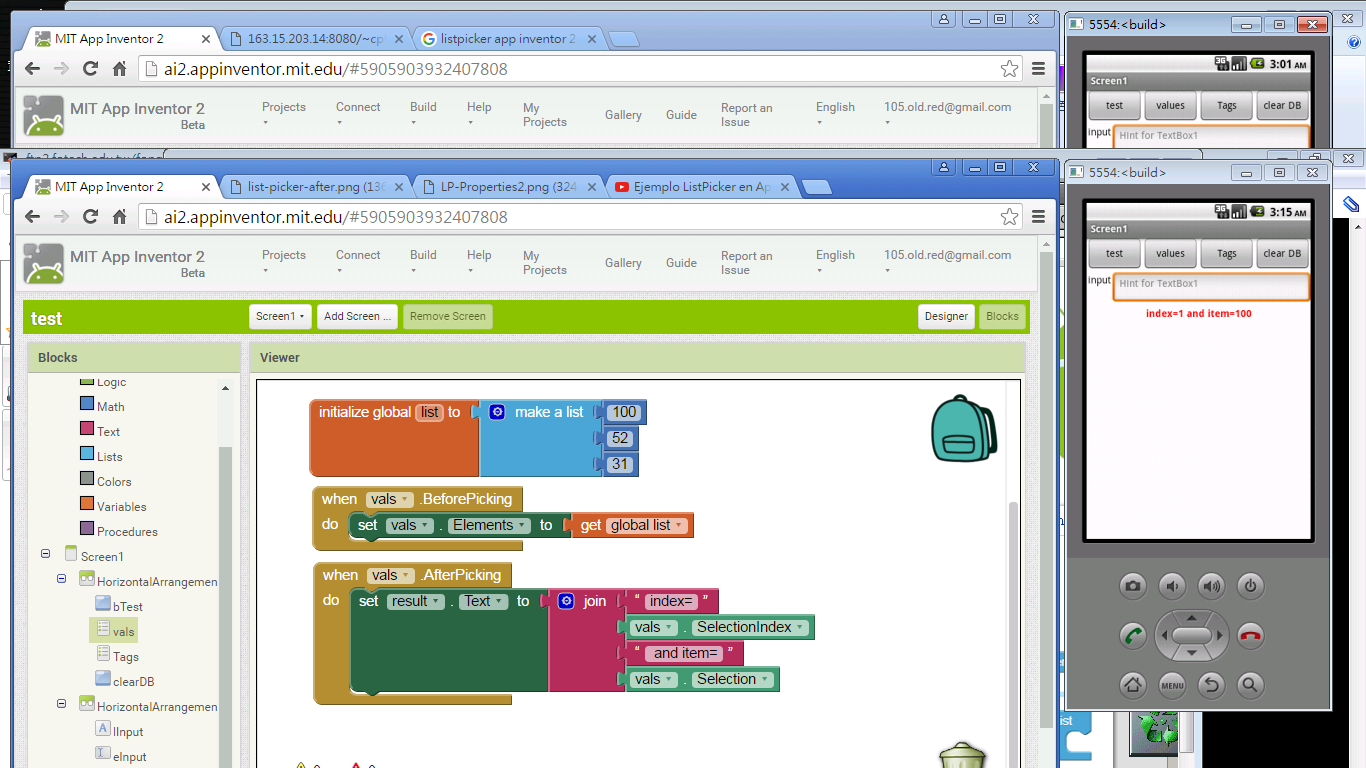 5554:<build>
MIT App Inventor 2
163.15.203.14:8080/~cp
listpicker app inventor 2
3:01 AM
ai2.appinventor.mit.edu/#5905903932407808
Screen1
MIT App Inventor 2
Beta
Projects
Connect
Build
Help
My Projects
Gallery
Guide
Report an Issue
English
105.old.red@gmail.com
test
values
Tags
clear DB
input
Hint for TextBox1
MIT App Inventor 2
list-picker-after.png (136
LP-Properties2.png (324
Ejemplo ListPicker en Ap
5554:<build>
ai2.appinventor.mit.edu/#5905903932407808
3:15 AM
Screen1
MIT App Inventor 2
Beta
Projects
Connect
Build
Help
My Projects
Gallery
Guide
Report an Issue
English
105.old.red@gmail.com
test
values
Tags
clear DB
input
Hint for TextBox1
index=1 and item=100
test
Screen1
Add Screen ...
Remove Screen
Designer
Blocks
Blocks
Viewer
Logic
Math
Text
Lists
Colors
Variables
Procedures
Screen1
HorizontalArrangemen
bTest
vals
Tags
clearDB
HorizontalArrangemen
lInput
eInput
initialize global list to make a list 100
52
31
when vals .BeforePicking
do set vals . Elements to get global list
when vals .AfterPicking
do set result . Text to join " index= "
vals . SelectionIndex
" and item= "
vals . Selection
MENU